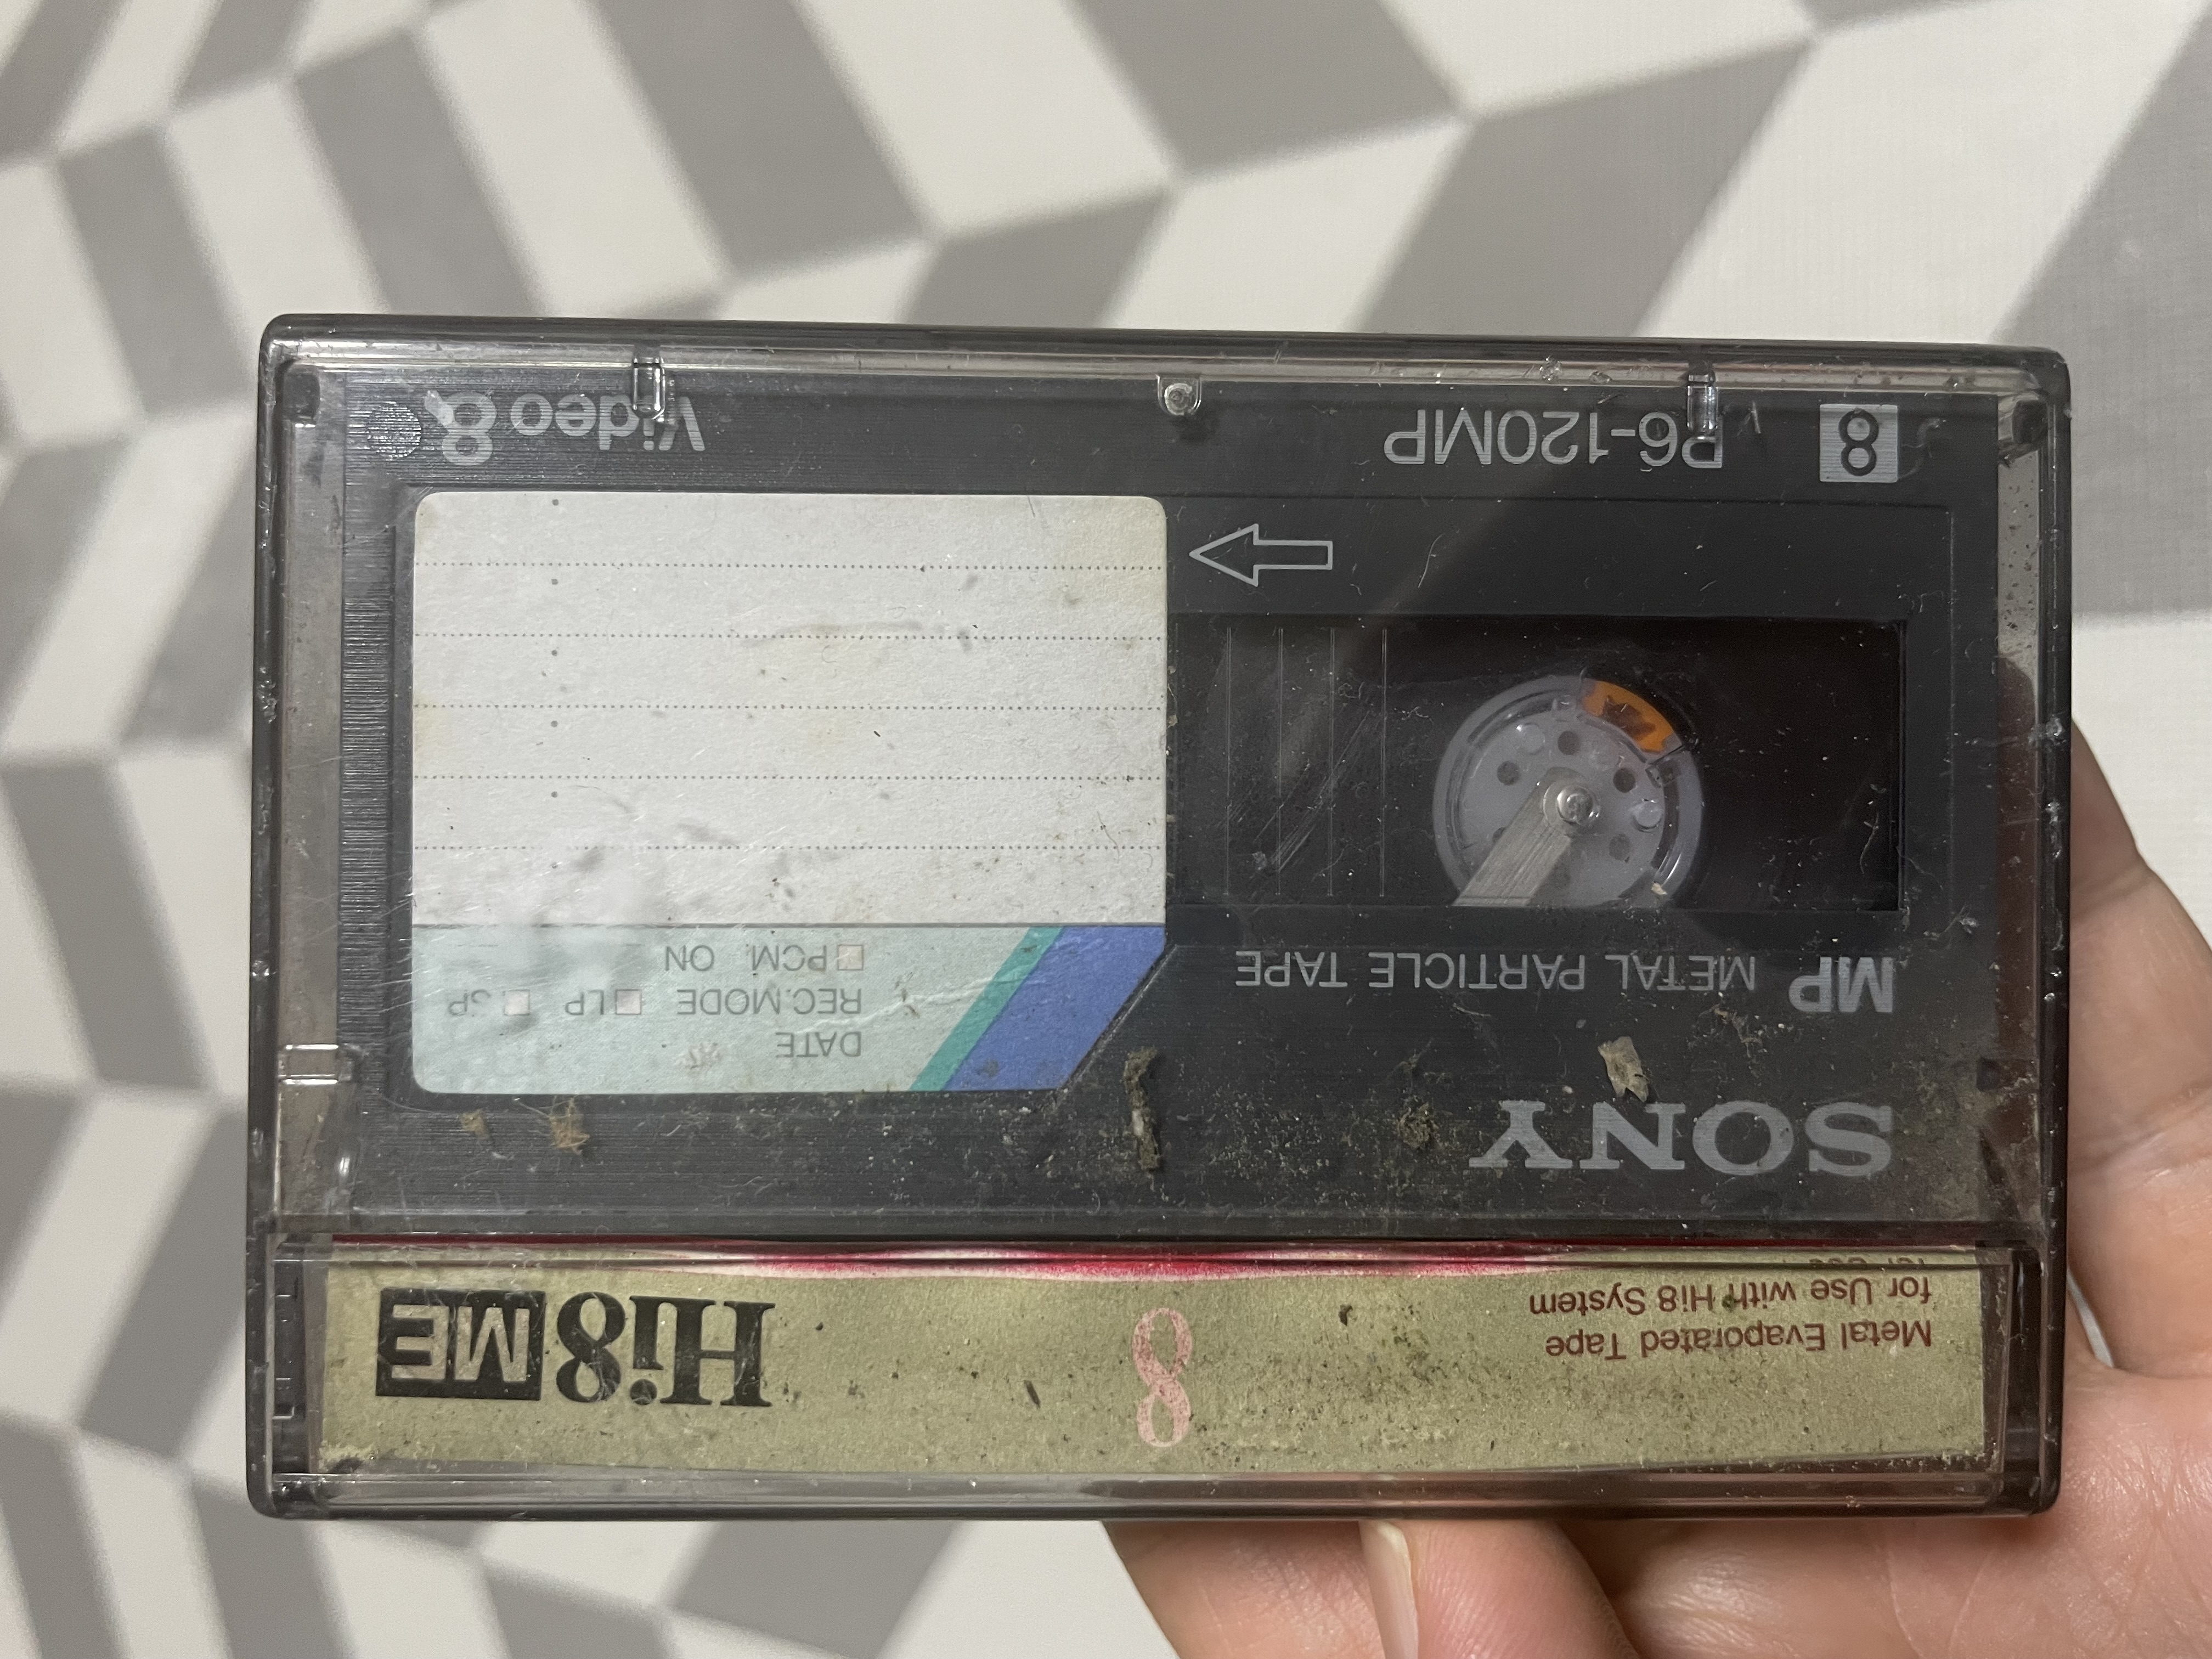 Metal Evaporated Tape
for Use with Hi8 System
8
Hi8 ME
SONY
MP METAL PARTICLE TAPE
DATE
REC.MODE □LP □SP
□PCM ON
8 P6-120MP
Video 8